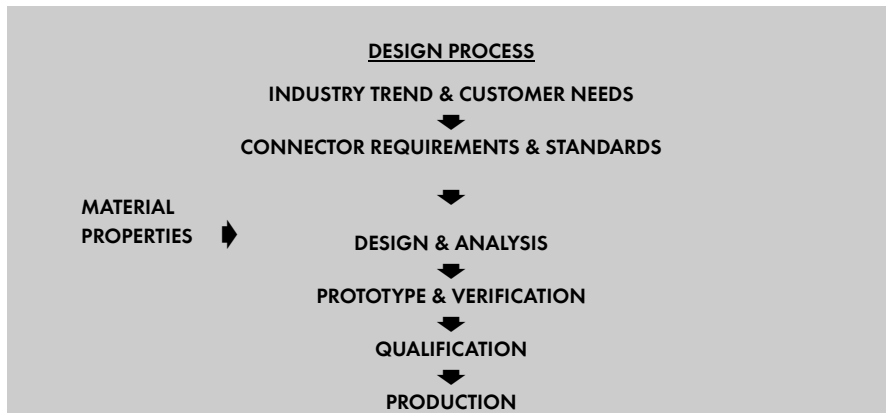 DESIGN PROCESS
INDUSTRY TREND & CUSTOMER NEEDS
CONNECTOR REQUIREMENTS & STANDARDS
MATERIAL
PROPERTIES
DESIGN & ANALYSIS
PROTOTYPE & VERIFICATION
QUALIFICATION
PRODUCTION